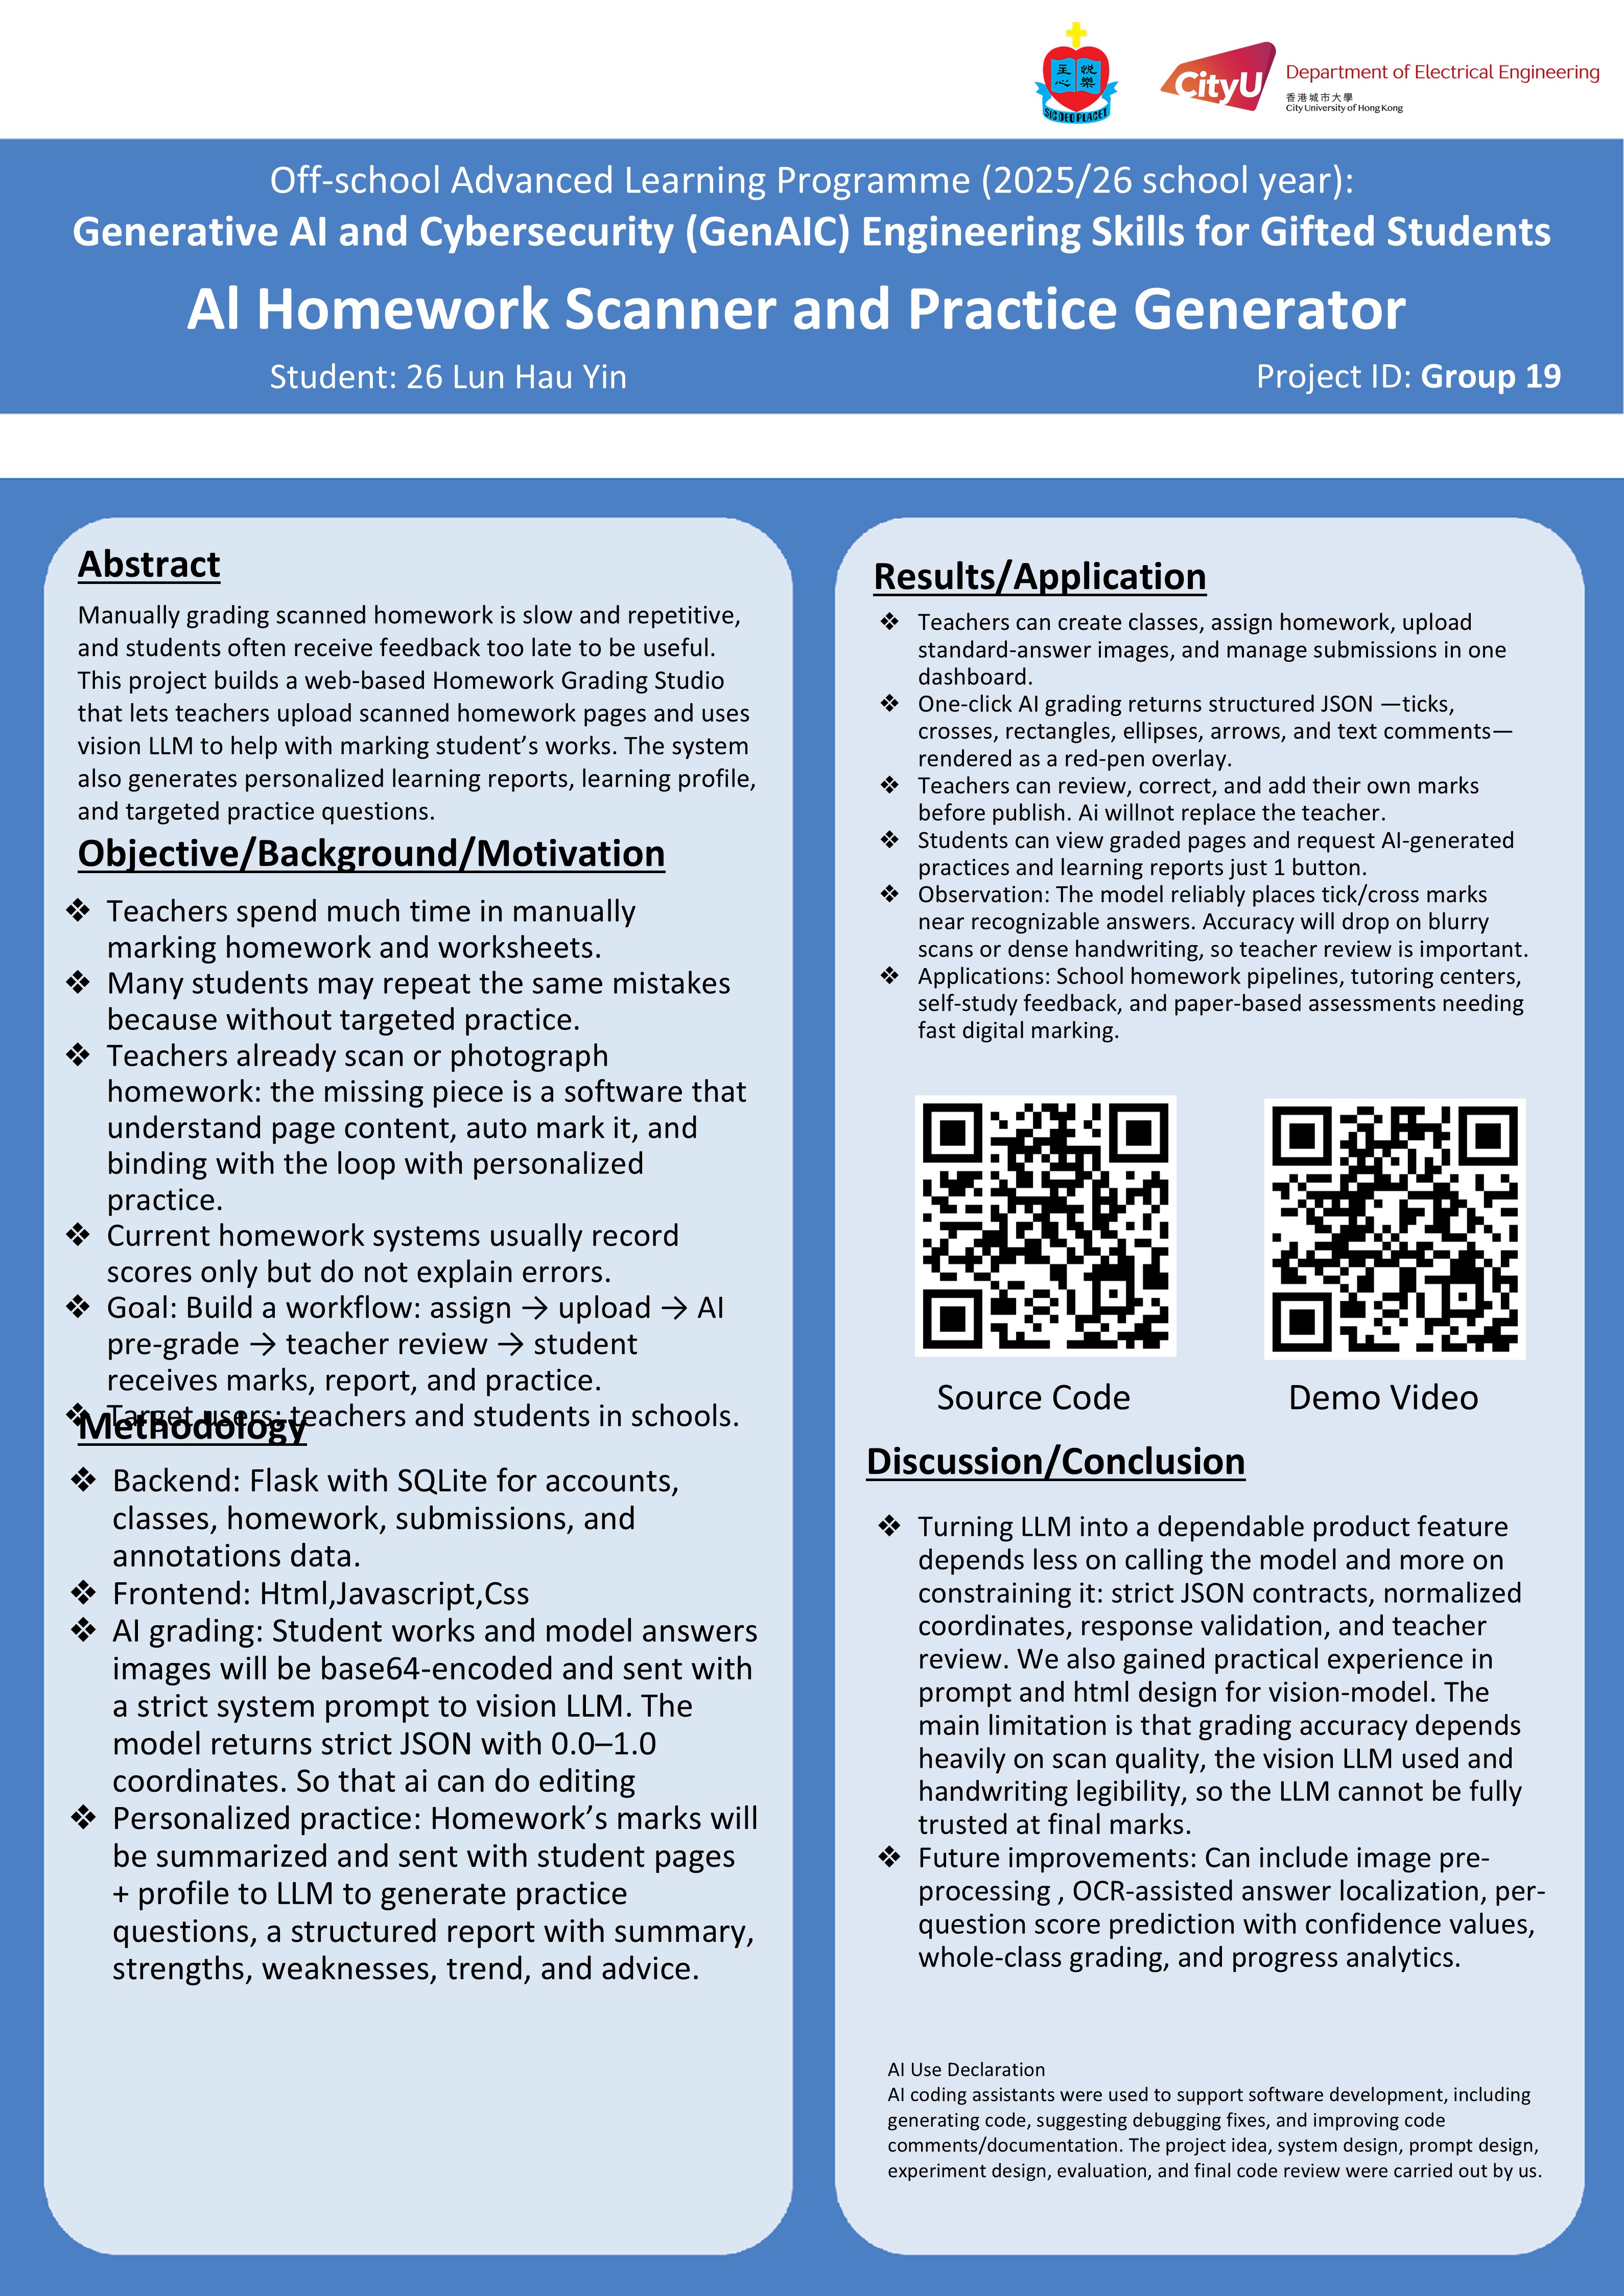 主 悅
心 樂
SIC DEO PLACET
CityU
Department of Electrical Engineering
香港城市大學
City University of Hong Kong
Off-school Advanced Learning Programme (2025/26 school year):
Generative AI and Cybersecurity (GenAIC) Engineering Skills for Gifted Students
AI Homework Scanner and Practice Generator
Student: 26 Lun Hau Yin
Project ID: Group 19
Abstract
Manually grading scanned homework is slow and repetitive,
and students often receive feedback too late to be useful.
This project builds a web-based Homework Grading Studio
that lets teachers upload scanned homework pages and uses
vision LLM to help with marking student’s works. The system
also generates personalized learning reports, learning profile,
and targeted practice questions.
Objective/Background/Motivation
❖ Teachers spend much time in manually
marking homework and worksheets.
❖ Many students may repeat the same mistakes
because without targeted practice.
❖ Teachers already scan or photograph
homework: the missing piece is a software that
understand page content, auto mark it, and
binding with the loop with personalized
practice.
❖ Current homework systems usually record
scores only but do not explain errors.
❖ Goal: Build a workflow: assign → upload → AI
pre-grade → teacher review → student
receives marks, report, and practice.
❖ Target users: teachers and students in schools.
Methodology
❖ Backend: Flask with SQLite for accounts,
classes, homework, submissions, and
annotations data.
❖ Frontend: Html,Javascript,Css
❖ AI grading: Student works and model answers
images will be base64-encoded and sent with
a strict system prompt to vision LLM. The
model returns strict JSON with 0.0–1.0
coordinates. So that ai can do editing
❖ Personalized practice: Homework’s marks will
be summarized and sent with student pages
+ profile to LLM to generate practice
questions, a structured report with summary,
strengths, weaknesses, trend, and advice.
Results/Application
❖ Teachers can create classes, assign homework, upload
standard-answer images, and manage submissions in one
dashboard.
❖ One-click AI grading returns structured JSON —ticks,
crosses, rectangles, ellipses, arrows, and text comments—
rendered as a red-pen overlay.
❖ Teachers can review, correct, and add their own marks
before publish. Ai willnot replace the teacher.
❖ Students can view graded pages and request AI-generated
practices and learning reports just 1 button.
❖ Observation: The model reliably places tick/cross marks
near recognizable answers. Accuracy will drop on blurry
scans or dense handwriting, so teacher review is important.
❖ Applications: School homework pipelines, tutoring centers,
self-study feedback, and paper-based assessments needing
fast digital marking.
Source Code
Demo Video
Discussion/Conclusion
❖ Turning LLM into a dependable product feature
depends less on calling the model and more on
constraining it: strict JSON contracts, normalized
coordinates, response validation, and teacher
review. We also gained practical experience in
prompt and html design for vision-model. The
main limitation is that grading accuracy depends
heavily on scan quality, the vision LLM used and
handwriting legibility, so the LLM cannot be fully
trusted at final marks.
❖ Future improvements: Can include image pre-
processing , OCR-assisted answer localization, per-
question score prediction with confidence values,
whole-class grading, and progress analytics.
AI Use Declaration
AI coding assistants were used to support software development, including
generating code, suggesting debugging fixes, and improving code
comments/documentation. The project idea, system design, prompt design,
experiment design, evaluation, and final code review were carried out by us.